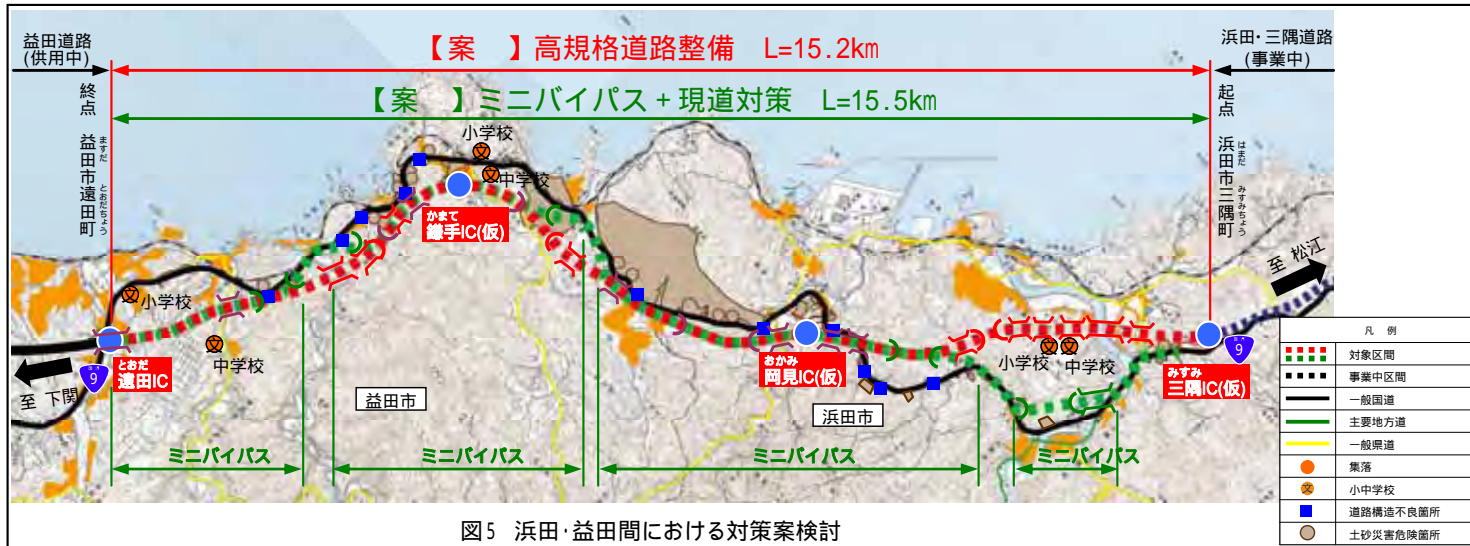 益田道路
(供用中)
【案　】高規格道路整備 L=15.2km
浜田・三隅道路
(事業中)
【案　】ミニバイパス+現道対策 L=15.5km
終点 益田市遠田町
ますだ とおだちょう
起点 浜田市三隅町
はまだ みすみちょう
小学校
中学校
かまて
鎌手IC(仮)
至 松江
小学校
中学校
とおだ
遠田IC
9
至 下関
益田市
おかみ
岡見IC(仮)
浜田市
小学校
中学校
みすみ
三隅IC(仮)
9
ミニバイパス
ミニバイパス
ミニバイパス
ミニバイパス
凡 例
対象区間
事業中区間
一般国道
主要地方道
一般県道
集落
小中学校
道路構造不良箇所
土砂災害危険箇所
図5 浜田・益田間における対策案検討